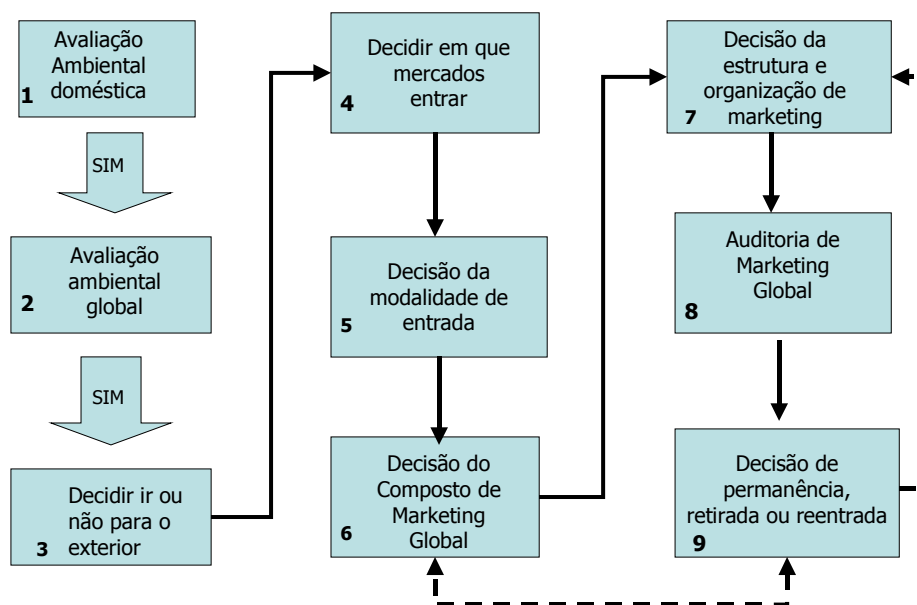 Avaliação
Ambiental
doméstica
1
SIM
Avaliação
ambiental
global
2
SIM
Decidir ir ou
não para o
exterior
3
Decidir em que
mercados
entrar
4
Decisão da
modalidade de
entrada
5
Decisão do
Composto de
Marketing
Global
6
Decisão da
estrutura e
organização de
marketing
7
Auditoria de
Marketing
Global
8
Decisão de
permanência,
retirada ou reentrada
9